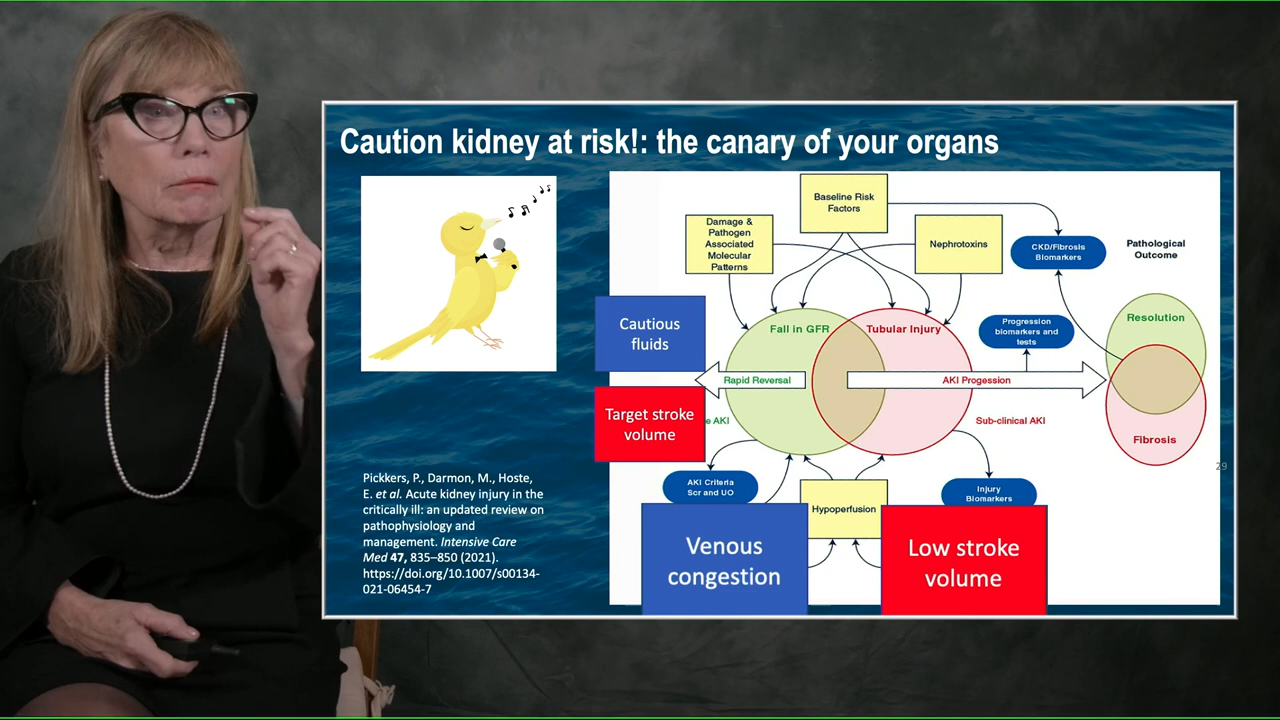 Caution kidney at risk!: the canary of your organs
Baseline Risk
Factors
Damage &
Pathogen
Associated
Molecular
Patterns
Nephrotoxins
CKD/Fibrosis
Biomarkers
Pathological
Outcome
Cautious
fluids
Fall in GFR
Tubular Injury
Progression
biomarkers and
tests
Resolution
Rapid Reversal
AKI Progession
Target stroke
volume
e AKI
Sub-clinical AKI
Fibrosis
29
Pickkers, P., Darmon, M., Hoste,
E. et al. Acute kidney injury in the
critically ill: an updated review on
pathophysiology and
management. Intensive Care
Med 47, 835–850 (2021).
https://doi.org/10.1007/s00134-
021-06454-7
AKI Criteria
Scr and UO
Hypoperfusion
Injury
Biomarkers
Venous
congestion
Low stroke
volume